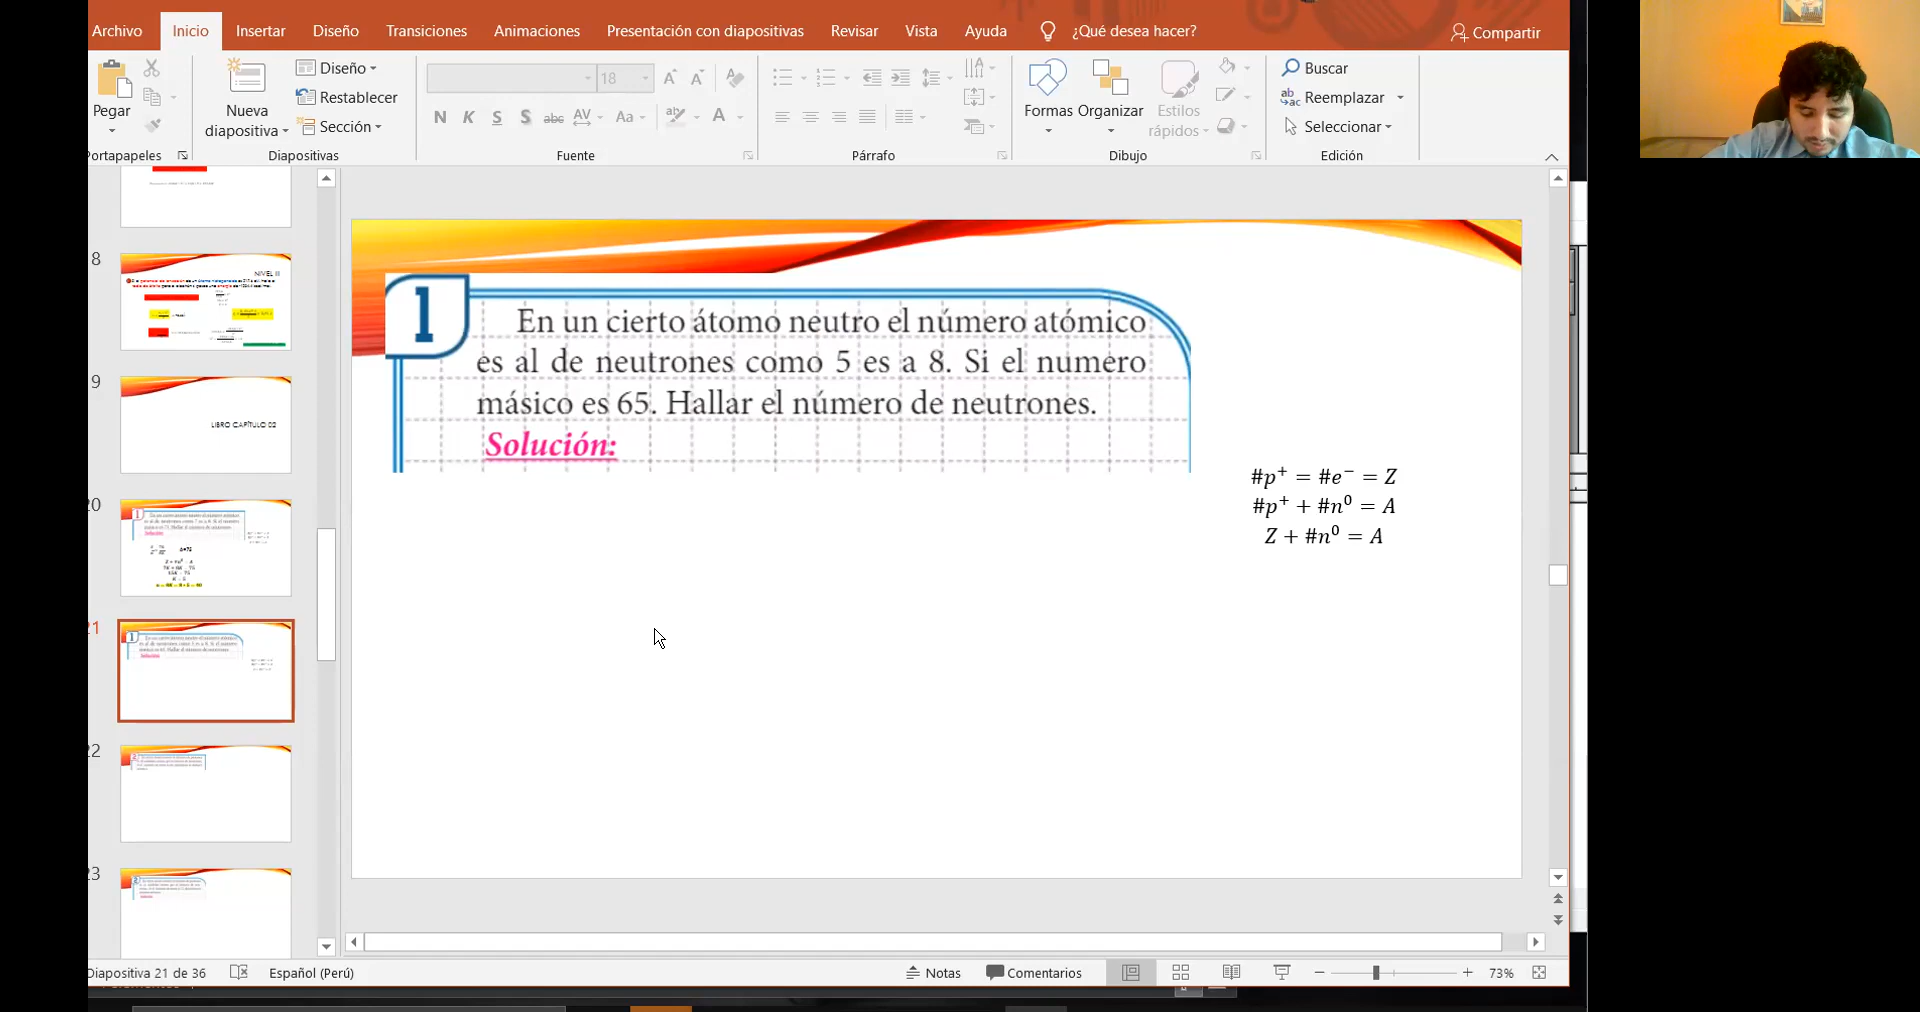 Archivo Inicio Insertar Diseño Transiciones Animaciones Presentación con diapositivas Revisar Vista Ayuda ¿Qué desea hacer? Compartir
Pegar
Nueva
diapositiva
Diseño
Restablecer
Sección
18
N K S S abc AV Aa A
Formas Organizar Estilos
rápidos
Buscar
Reemplazar
Seleccionar
Portapapeles Diapositivas Fuente Párrafo Dibujo Edición
8
NIVEL III
9
LIBRO CAPÍTULO 02
20
21
22
23
1
En un cierto átomo neutro el número atómico
es al de neutrones como 5 es a 8. Si el numero
másico es 65. Hallar el número de neutrones.
Solución:
#p⁺ = #e⁻ = Z
#p⁺ + #n⁰ = A
Z + #n⁰ = A
Diapositiva 21 de 36 Español (Perú) Notas Comentarios 73%